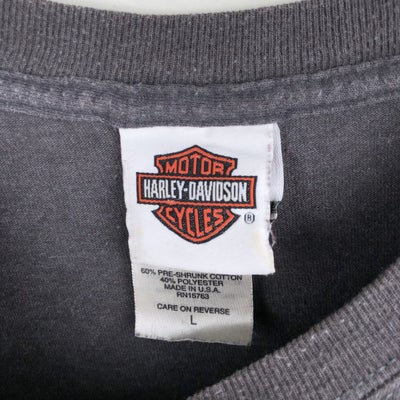 MOTOR
HARLEY-DAVIDSON
CYCLES
®
60% PRE-SHRUNK COTTON
40% POLYESTER
MADE IN U.S.A.
RN15763
CARE ON REVERSE
L